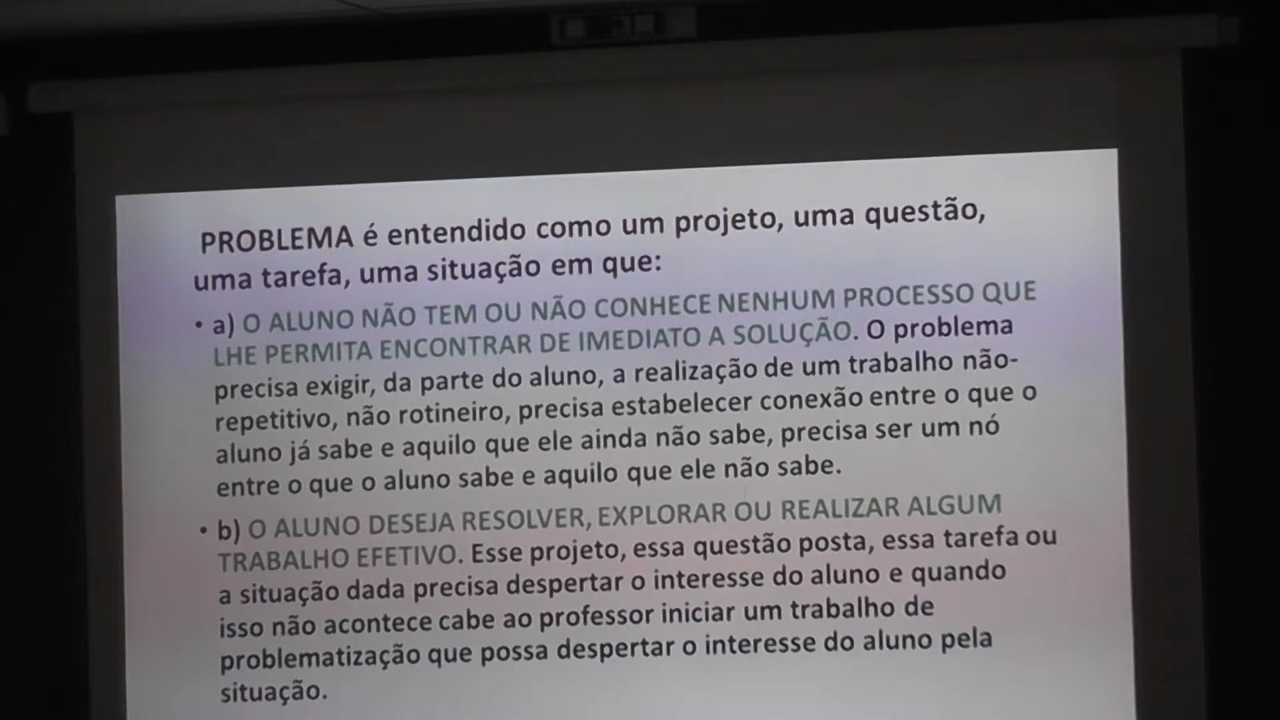 PROBLEMA é entendido como um projeto, uma questão,
uma tarefa, uma situação em que:
• a) O ALUNO NÃO TEM OU NÃO CONHECE NENHUM PROCESSO QUE
LHE PERMITA ENCONTRAR DE IMEDIATO A SOLUÇÃO. O problema
precisa exigir, da parte do aluno, a realização de um trabalho não-
repetitivo, não rotineiro, precisa estabelecer conexão entre o que o
aluno já sabe e aquilo que ele ainda não sabe, precisa ser um nó
entre o que o aluno sabe e aquilo que ele não sabe.
• b) O ALUNO DESEJA RESOLVER, EXPLORAR OU REALIZAR ALGUM
TRABALHO EFETIVO. Esse projeto, essa questão posta, essa tarefa ou
a situação dada precisa despertar o interesse do aluno e quando
isso não acontece cabe ao professor iniciar um trabalho de
problematização que possa despertar o interesse do aluno pela
situação.